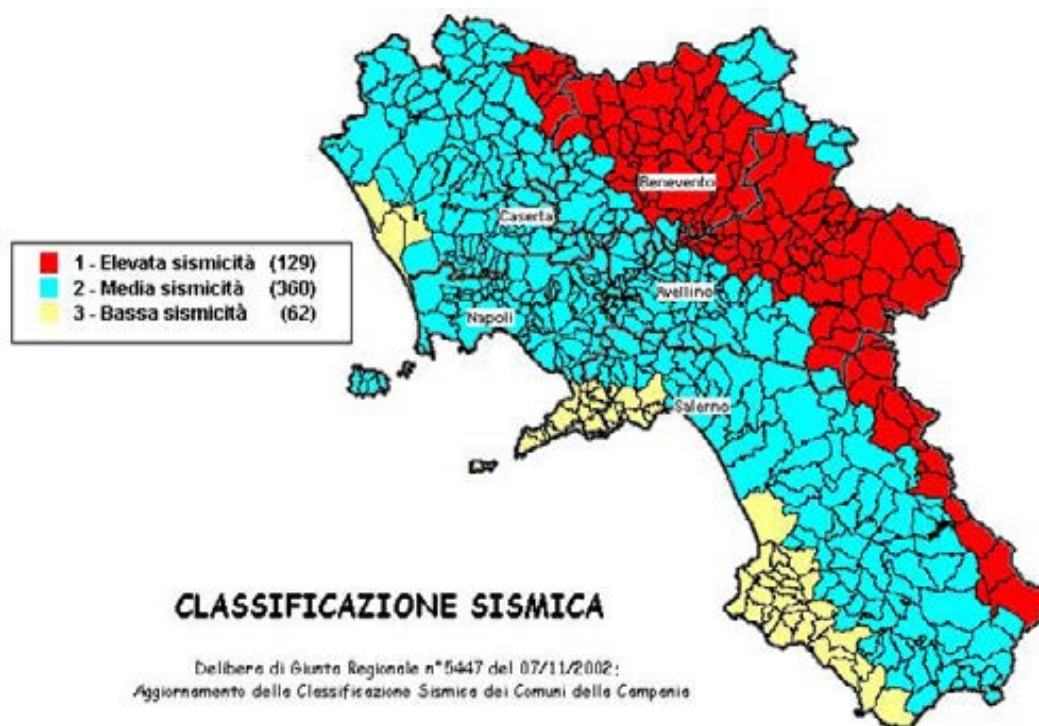 Benevento
Caserta
1 - Elevata sismicità (129)
2 - Media sismicità (360)
3 - Bassa sismicità (62)
Avellino
Napoli
Salerno
CLASSIFICAZIONE SISMICA
Delibera di Giunta Regionale n°5447 del 07/11/2002:
Aggiornamento della Classificazione Sismica dei Comuni della Campania